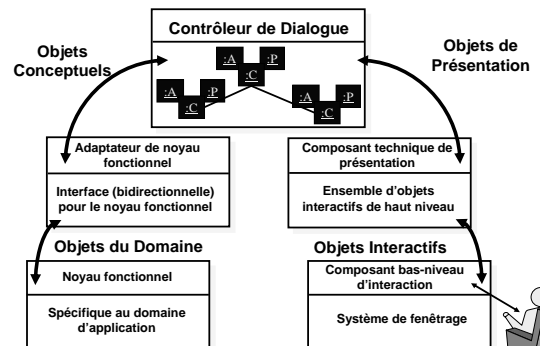 Contrôleur de Dialogue
Objets
Conceptuels
Objets de
Présentation
:A :P
:C
:A :P
:C
:A :P
:C
Adaptateur de noyau
fonctionnel
Interface (bidirectionnelle)
pour le noyau fonctionnel
Composant technique de
présentation
Ensemble d'objets
interactifs de haut niveau
Objets du Domaine
Objets Interactifs
Noyau fonctionnel
Spécifique au domaine
d'application
Composant bas-niveau
d'interaction
Système de fenêtrage